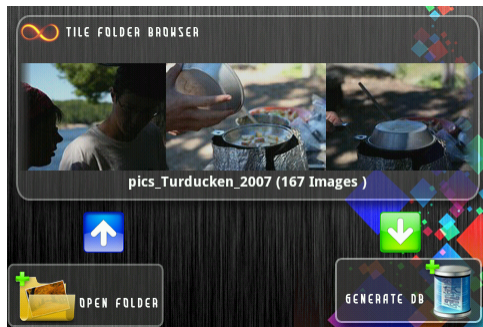 TILE FOLDER BROWSER
pics_Turducken_2007 (167 Images )
OPEN FOLDER
GENERATE DB